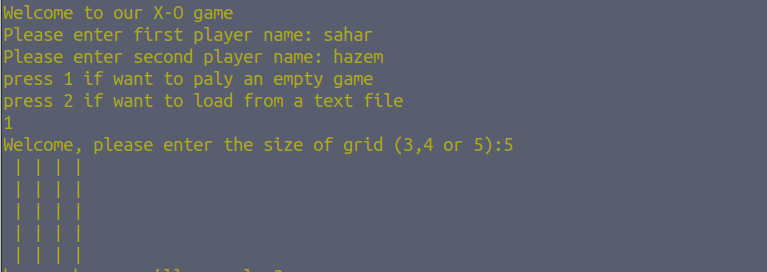 Welcome to our X-O game
Please enter first player name: sahar
Please enter second player name: hazem
press 1 if want to paly an empty game
press 2 if want to load from a text file
1
Welcome, please enter the size of grid (3,4 or 5):5
 | | | |
 | | | |
 | | | |
 | | | |
 | | | |